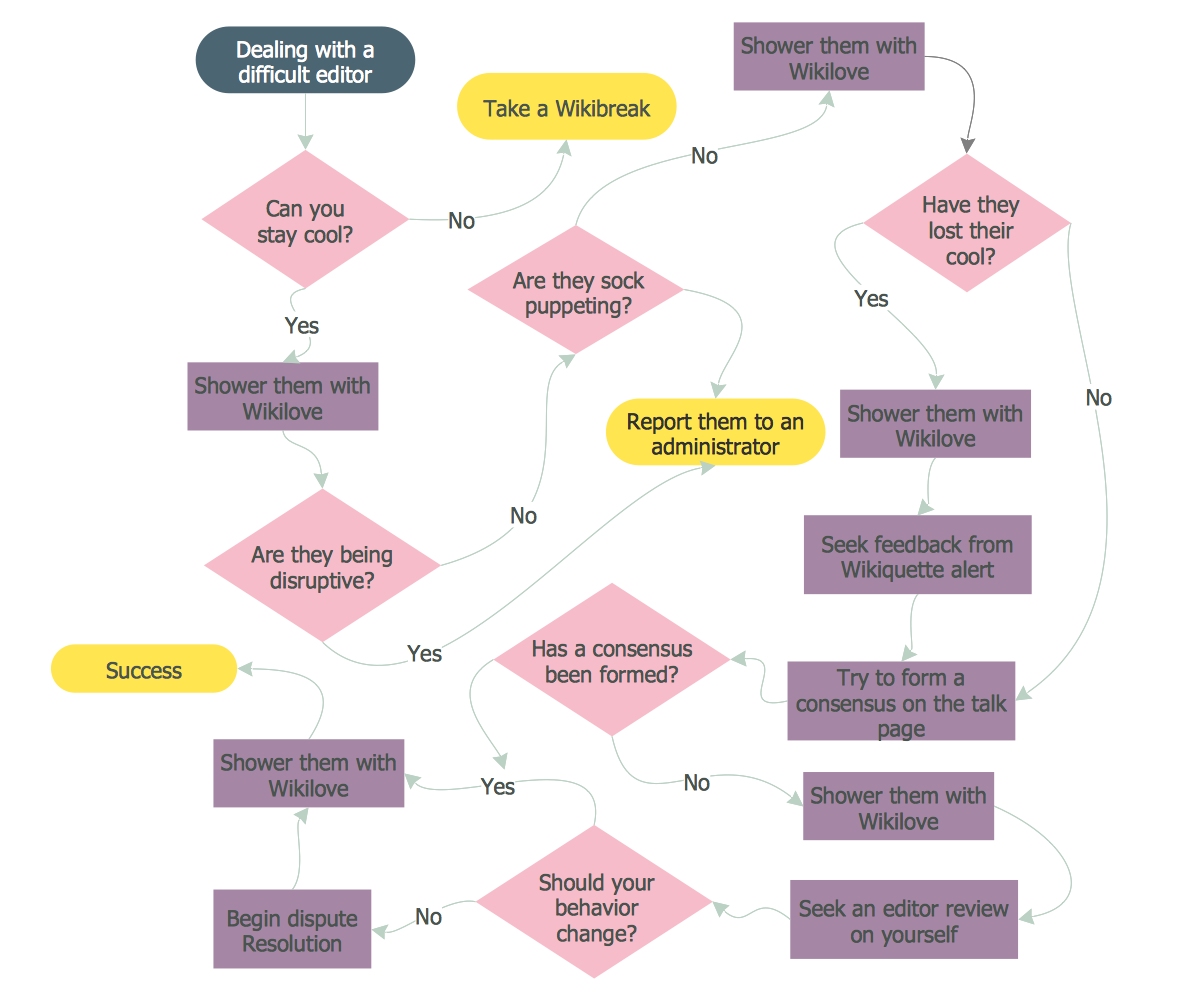 Dealing with a
difficult editor
Shower them with
Wikilove
Take a Wikibreak
No
Can you
stay cool?
No
Have they
lost their
cool?
Are they sock
puppeting?
Yes
Yes
Shower them with
Wikilove
No
Report them to an
administrator
Shower them with
Wikilove
No
Are they being
disruptive?
Seek feedback from
Wikiquette alert
Yes
Has a consensus
been formed?
Success
Try to form a
consensus on the talk
page
Shower them with
Wikilove
Yes
No
Shower them with
Wikilove
Should your
behavior
change?
No
Begin dispute
Resolution
Seek an editor review
on yourself